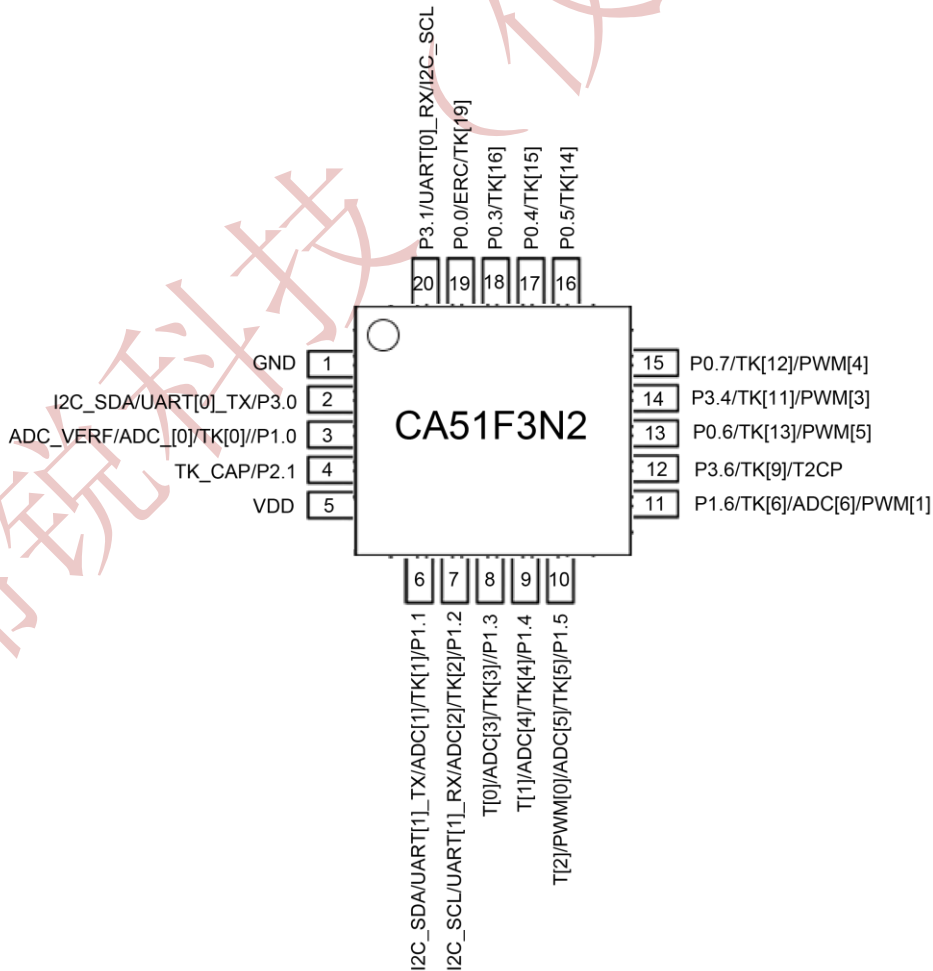 P3.1/UART[0]_RX/I2C_SCL
P0.0/ERC/TK[19]
P0.3/TK[16]
P0.4/TK[15]
P0.5/TK[14]
20
19
18
17
16
GND
1
I2C_SDA/UART[0]_TX/P3.0
2
ADC_VERF/ADC_[0]/TK[0]//P1.0
3
TK_CAP/P2.1
4
VDD
5
CA51F3N2
15
P0.7/TK[12]/PWM[4]
14
P3.4/TK[11]/PWM[3]
13
P0.6/TK[13]/PWM[5]
12
P3.6/TK[9]/T2CP
11
P1.6/TK[6]/ADC[6]/PWM[1]
6
7
8
9
10
I2C_SDA/UART[1]_TX/ADC[1]/TK[1]/P1.1
I2C_SCL/UART[1]_RX/ADC[2]/TK[2]/P1.2
T[0]/ADC[3]/TK[3]//P1.3
T[1]/ADC[4]/TK[4]/P1.4
T[2]/PWM[0]/ADC[5]/TK[5]/P1.5
锐科技（仅